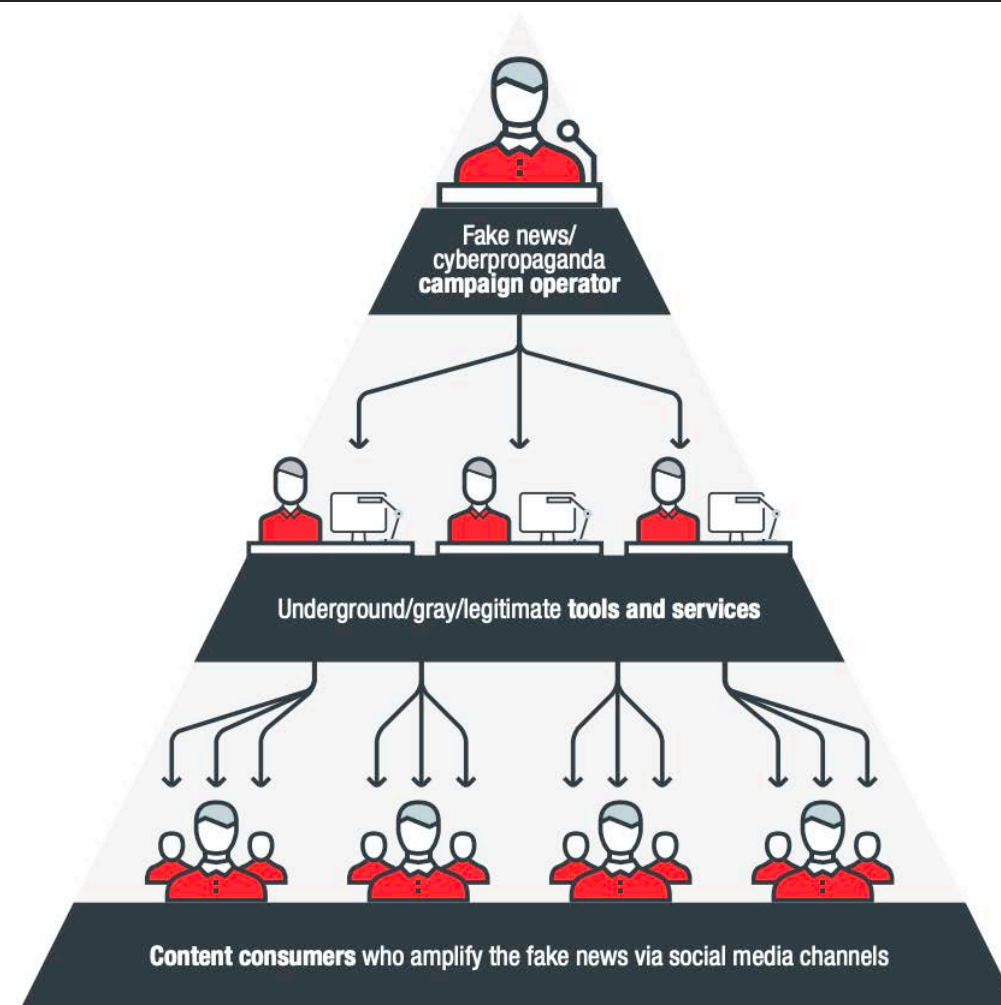 Fake news/
cyberpropaganda
campaign operator
Underground/gray/legitimate tools and services
Content consumers who amplify the fake news via social media channels